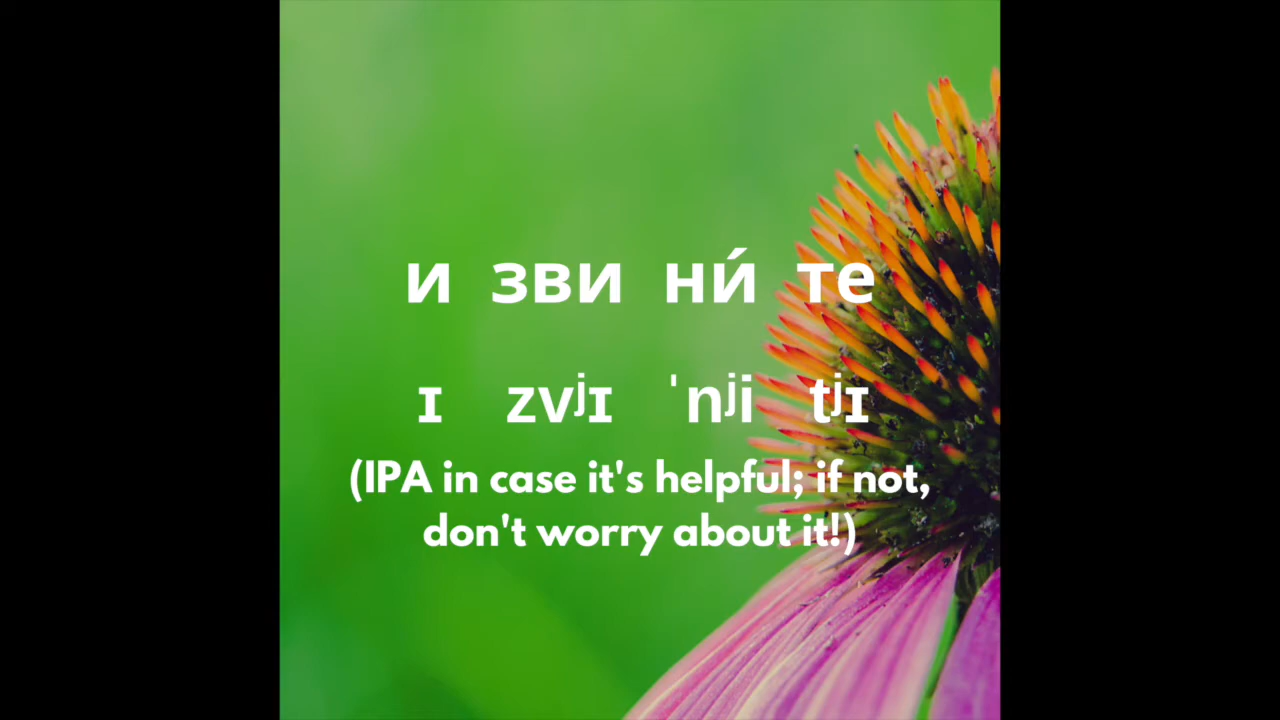 и зви ни́ те
ɪ zvʲɪ ˈnʲi tʲɪ
(IPA in case it's helpful; if not,
don't worry about it!)